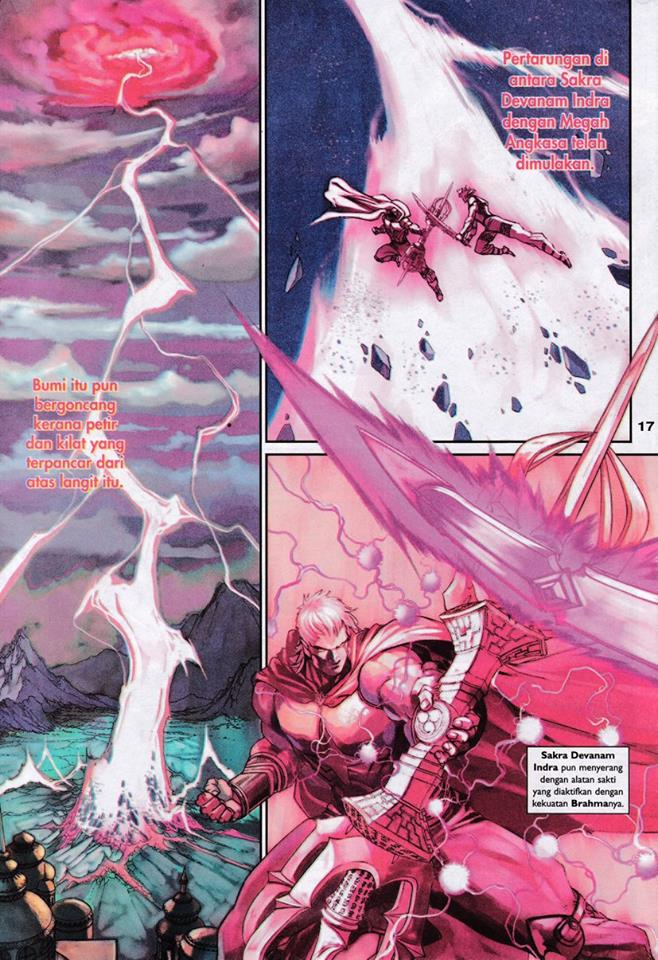 Pertarungan di
antara Sakra
Devanam Indra
dengan Megah
Angkasa telah
dimulakan.
Bumi itu pun
bergoncang
kerana petir
dan kilat yang
terpancar dari
atas langit itu.
17
Sakra Devanam
Indra pun menyerang
dengan alatan sakti
yang diaktifkan dengan
kekuatan Brahmanya.